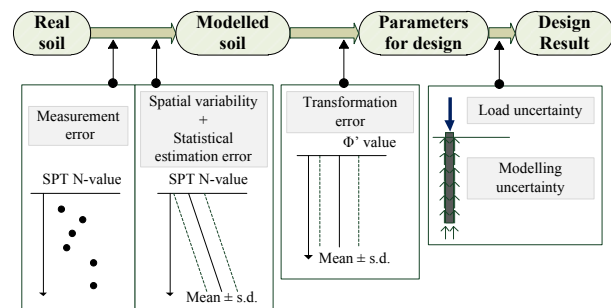 Real
soil
Modelled
soil
Parameters
for design
Design
Result
Measurement
error
SPT N-value
Spatial variability
+
Statistical
estimation error
SPT N-value
Mean ± s.d.
Transformation
error
Φ' value
Mean ± s.d.
Load uncertainty
Modelling
uncertainty